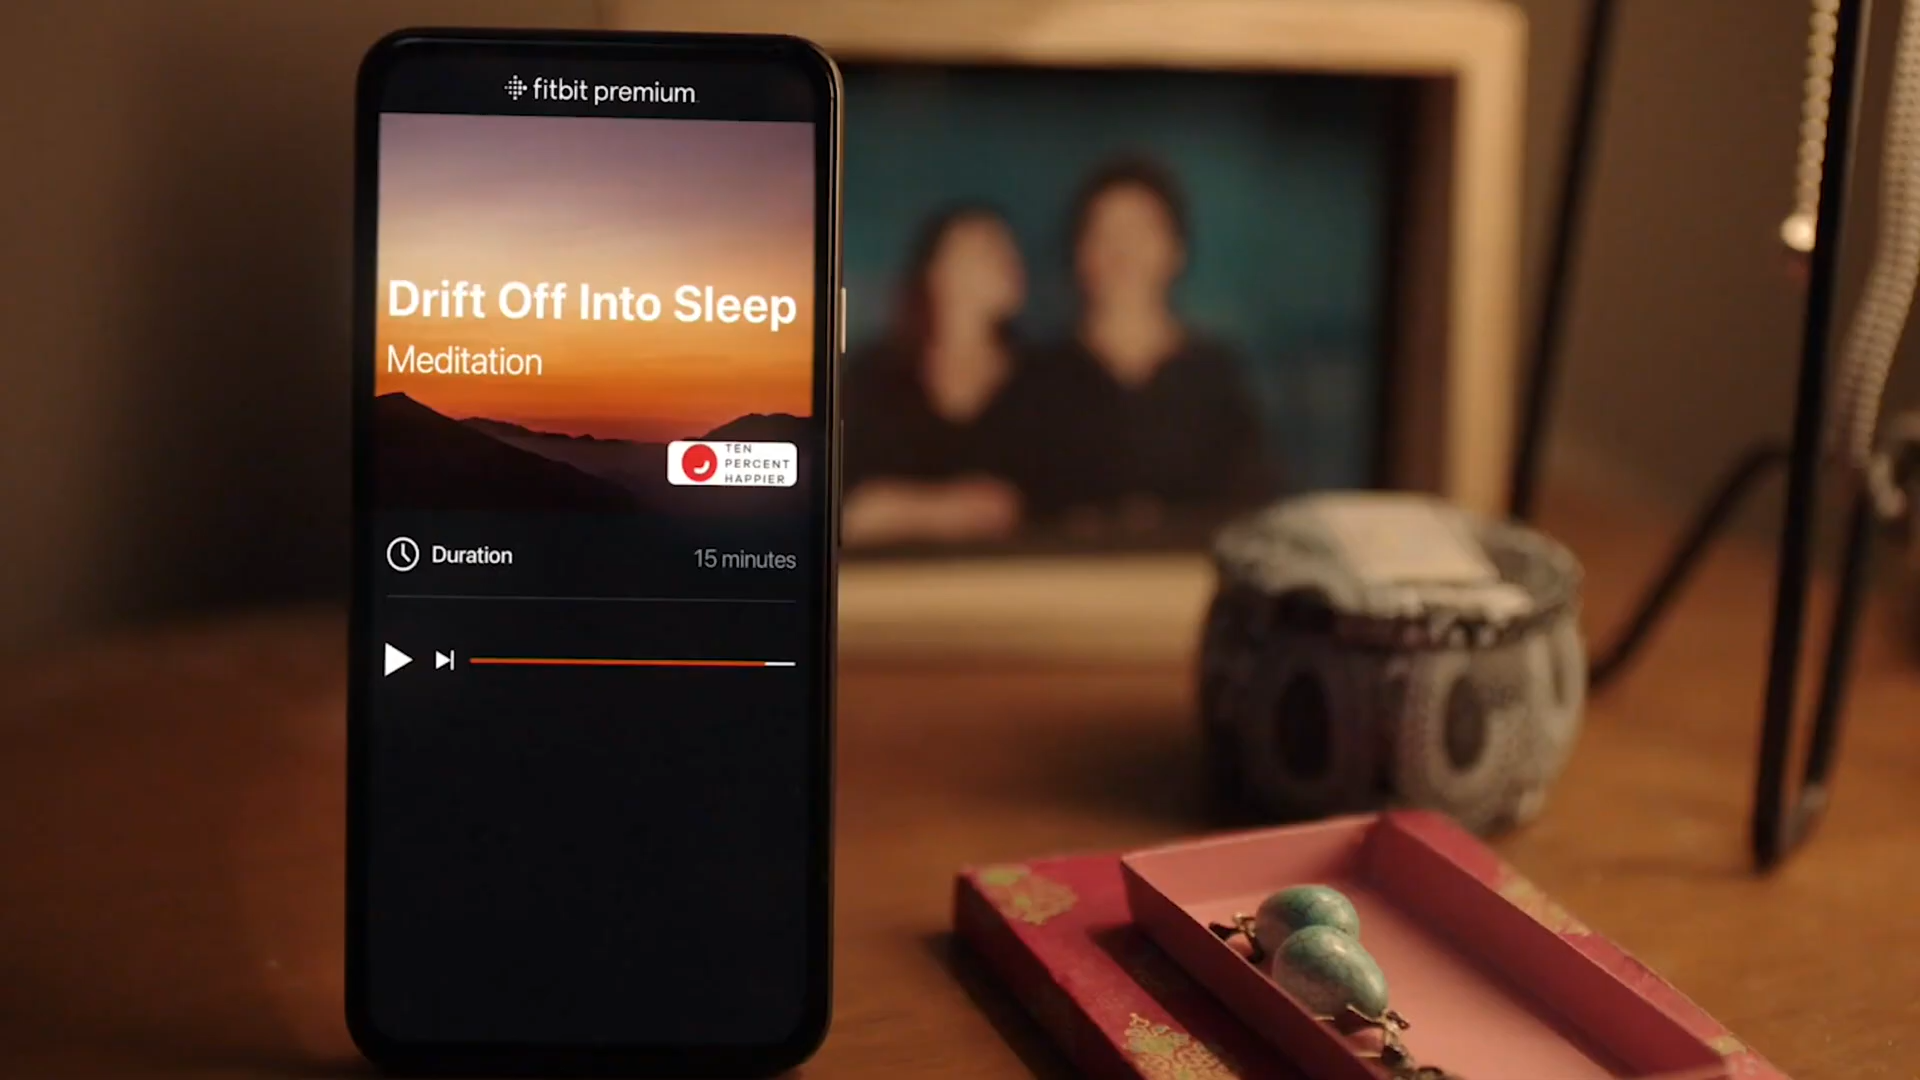 fitbit premium
Drift Off Into Sleep
Meditation
TEN
PERCENT
HAPPIER
Duration
15 minutes